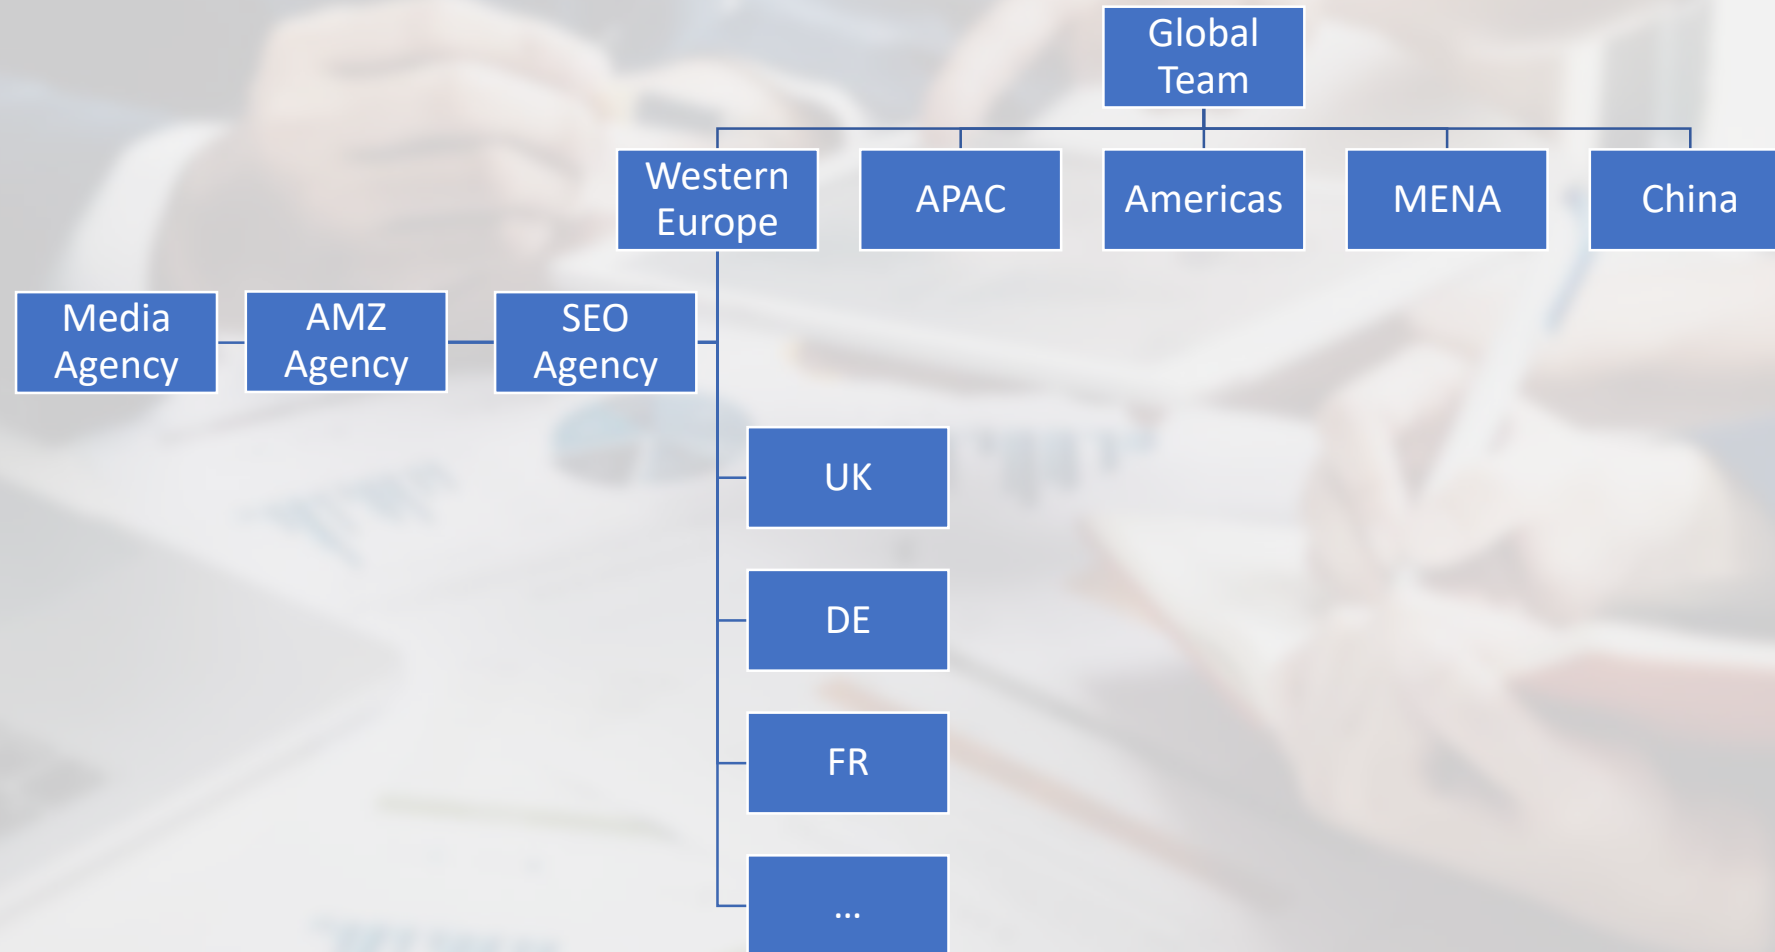 Global
Team
Western
Europe
APAC
Americas
MENA
China
Media
Agency
AMZ
Agency
SEO
Agency
UK
DE
FR
...